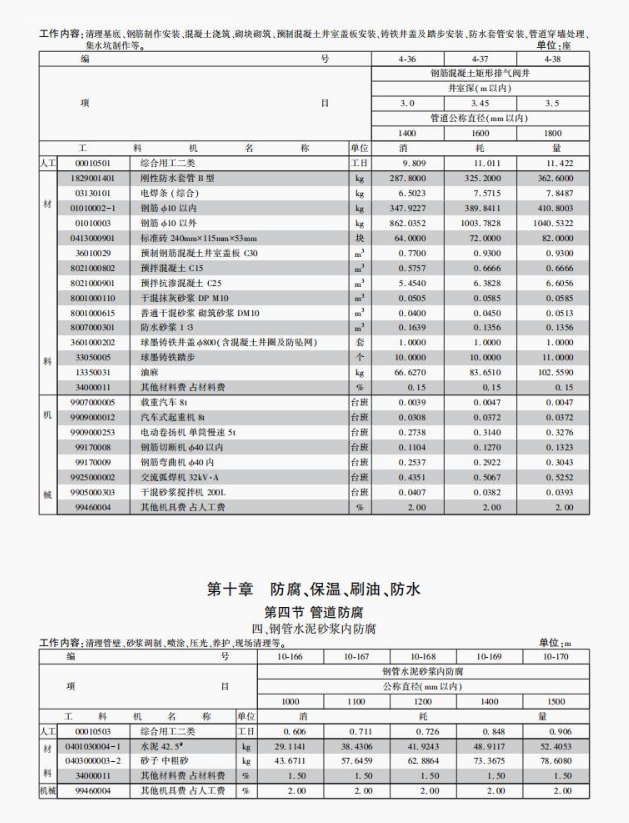 工作内容:清理基底、钢筋制作安装、混凝土浇筑、砌块砌筑、预制混凝土井室盖板安装、铸铁井盖及踏步安装、防水套管安装、管道穿墙处理、
集水坑制作等。 单位:座
编 号 4-36 4-37 4-38
钢筋混凝土矩形排气阀井
井室深(m以内)
项 目 3.0 3.45 3.5
管道公称直径(mm以内)
1400 1600 1800
工 料 机 名 称 单位 消 耗 量
人工 00010501 综合用工二类 工日 9.809 11.011 11.422
1829001401 刚性防水套管 B型 kg 287.8000 325.2000 362.6000
03130101 电焊条(综合) kg 6.5023 7.5715 7.8487
材 01010002-1 钢筋 φ10以内 kg 347.9227 389.8411 410.8003
01010003 钢筋 φ10以外 kg 862.0352 1003.7828 1040.5322
0413000901 标准砖 240mm×115mm×53mm 块 64.0000 72.0000 82.0000
36010029 预制钢筋混凝土井室盖板 C30 m³ 0.7700 0.9300 0.9300
8021000802 预拌混凝土 C15 m³ 0.5757 0.6666 0.6666
8021000901 预拌抗渗混凝土 C25 m³ 5.4540 6.3828 6.6056
8001000110 干混抹灰砂浆 DP M10 m³ 0.0505 0.0585 0.0585
8001000615 普通干混砂浆 砌筑砂浆 DM10 m³ 0.0400 0.0450 0.0513
8007000301 防水砂浆 1:3 m³ 0.1639 0.1356 0.1356
3601000202 球墨铸铁井盖φ800(含混凝土井圈及防坠网) 套 1.0000 1.0000 1.0000
料 33050005 球墨铸铁踏步 个 10.0000 10.0000 11.0000
13350031 油麻 kg 66.6270 83.6510 102.5590
34000011 其他材料费 占材料费 % 0.15 0.15 0.15
9907000005 载重汽车 8t 台班 0.0039 0.0047 0.0047
机 9909000012 汽车式起重机 8t 台班 0.0308 0.0372 0.0372
9909000253 电动卷扬机 单筒慢速 5t 台班 0.2738 0.3140 0.3276
99170008 钢筋切断机 φ40以内 台班 0.1104 0.1270 0.1323
99170009 钢筋弯曲机 φ40内 台班 0.2537 0.2922 0.3043
9925000002 交流弧焊机 32kV·A 台班 0.4351 0.5067 0.5252
械 9905000303 干混砂浆搅拌机 200L 台班 0.0407 0.0382 0.0393
99460004 其他机具费 占人工费 % 2.00 2.00 2.00
第十章 防腐、保温、刷油、防水
第四节 管道防腐
四、钢管水泥砂浆内防腐
工作内容:清理管壁、砂浆调制、喷涂、压光、养护、现场清理等。 单位:m
编 号 10-166 10-167 10-168 10-169 10-170
钢管水泥砂浆内防腐
项 目 公称直径(mm以内)
1000 1100 1200 1400 1500
工 料 机 名 称 单位 消 耗 量
人工 00010503 综合用工二类 工日 0.606 0.711 0.726 0.848 0.906
材 0401030004-1 水泥 42.5# kg 29.1141 38.4306 41.9243 48.9117 52.4053
0403000003-2 砂子 中粗砂 kg 43.6711 57.6459 62.8864 73.3675 78.6080
料 34000011 其他材料费 占材料费 % 1.50 1.50 1.50 1.50 1.50
机械 99460004 其他机具费 占人工费 % 2.00 2.00 2.00 2.00 2.00